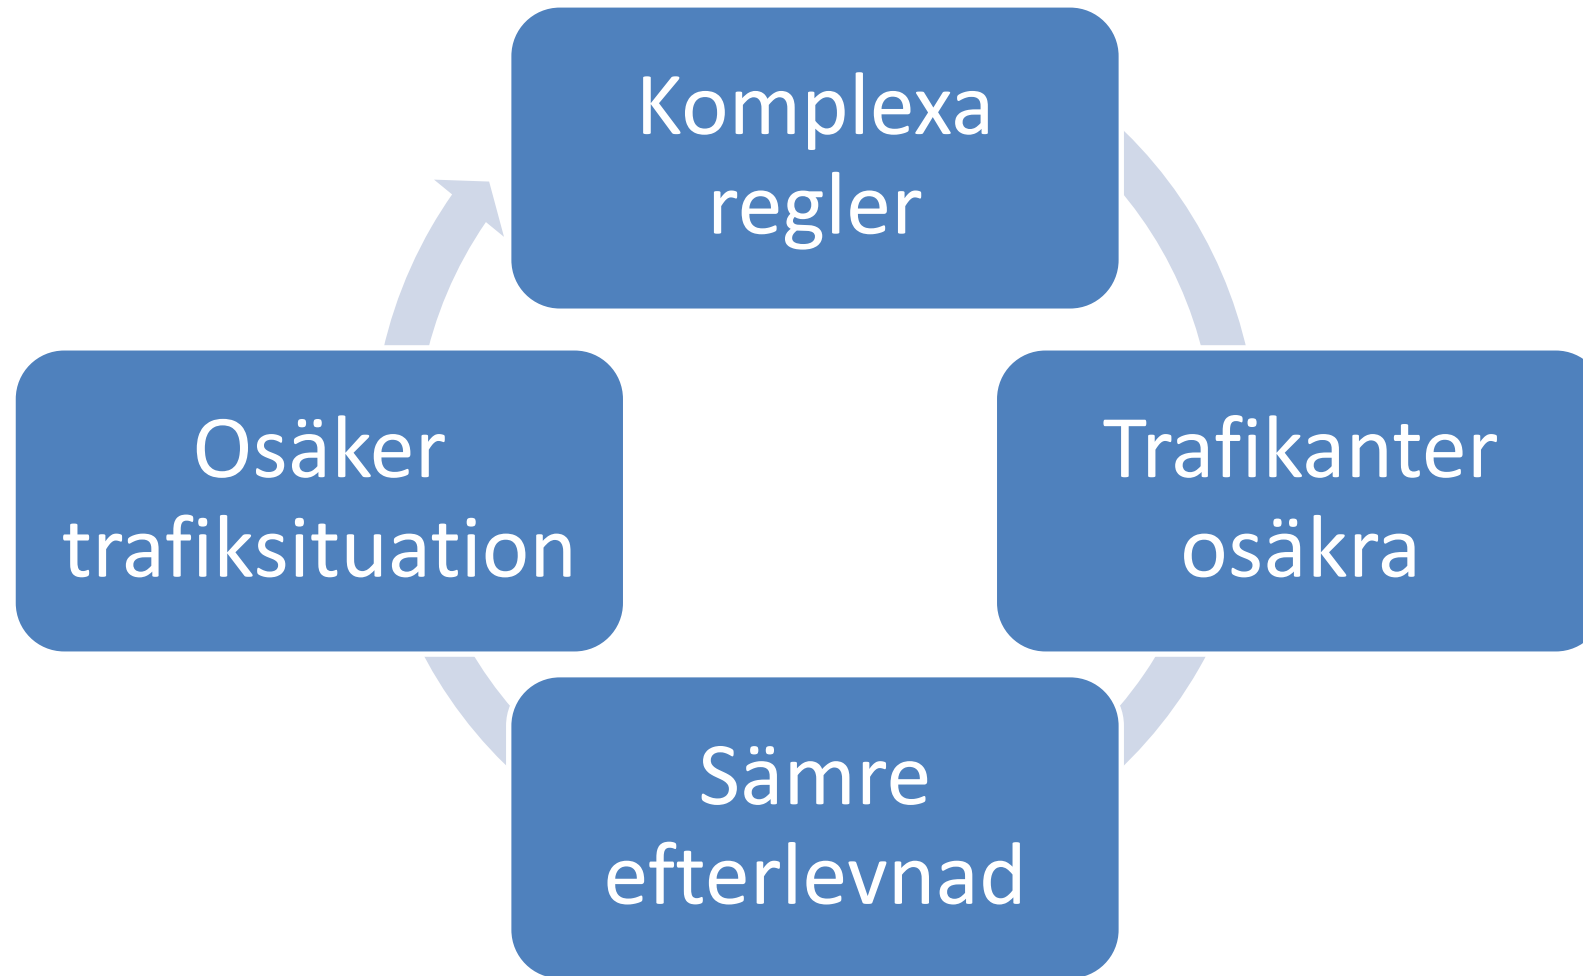 Komplexa
regler
Trafikanter
osäkra
Sämre
efterlevnad
Osäker
trafiksituation